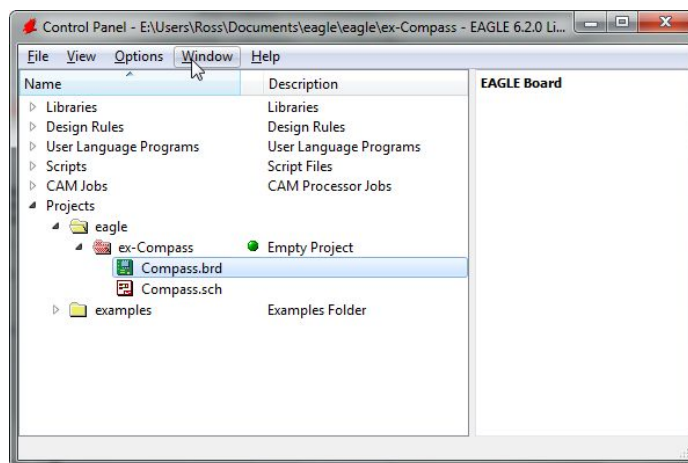 Control Panel - E:\Users\Ross\Documents\eagle\eagle\ex-Compass - EAGLE 6.2.0 Li...
File View Options Window Help
Name Description
EAGLE Board
Libraries Libraries
Design Rules Design Rules
User Language Programs User Language Programs
Scripts Script Files
CAM Jobs CAM Processor Jobs
Projects
eagle
ex-Compass Empty Project
Compass.brd
Compass.sch
examples Examples Folder